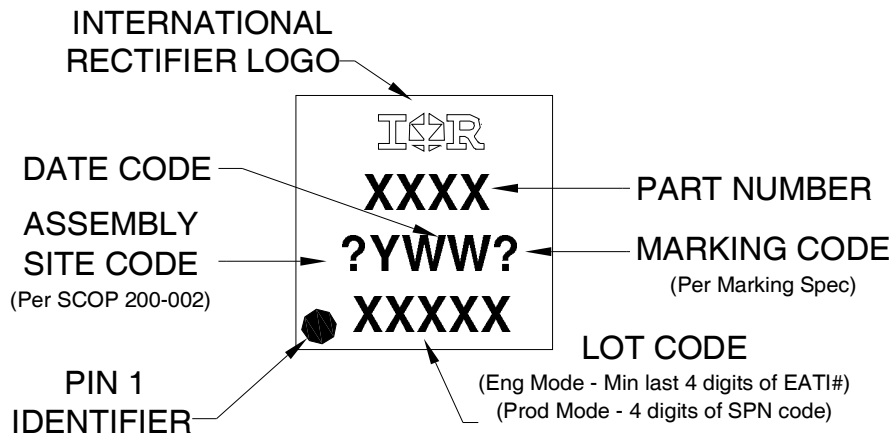 INTERNATIONAL
RECTIFIER LOGO
IOR
DATE CODE
XXXX
PART NUMBER
ASSEMBLY
SITE CODE
(Per SCOP 200-002)
?YWW?
MARKING CODE
(Per Marking Spec)
XXXXX
PIN 1
IDENTIFIER
LOT CODE
(Eng Mode - Min last 4 digits of EATI#)
(Prod Mode - 4 digits of SPN code)